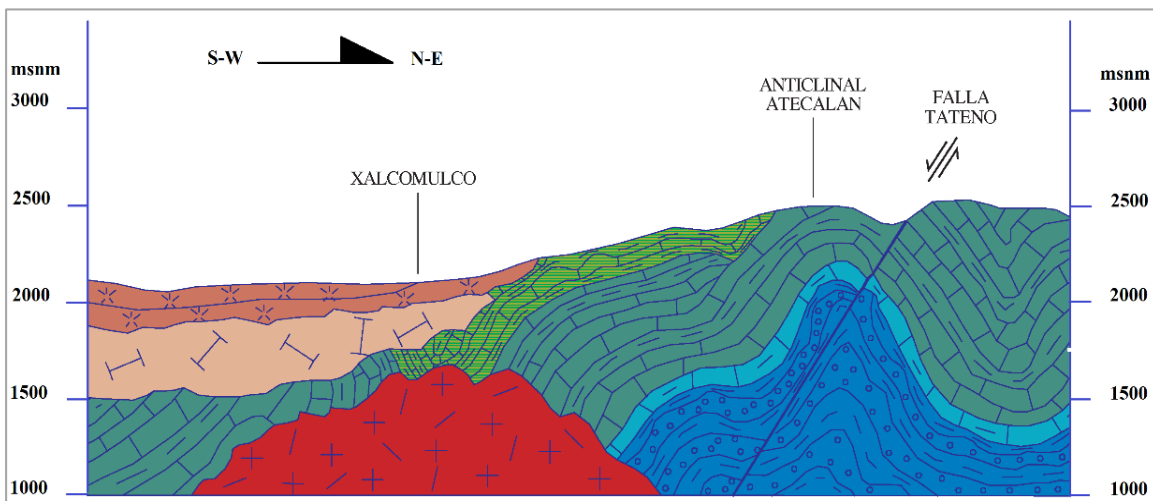 S-W N-E
msnm
3000
2500
2000
1500
1000
XALCOMULCO
ANTICLINAL
ATECALAN
FALLA
TATENO
msnm
3000
2500
2000
1500
1000